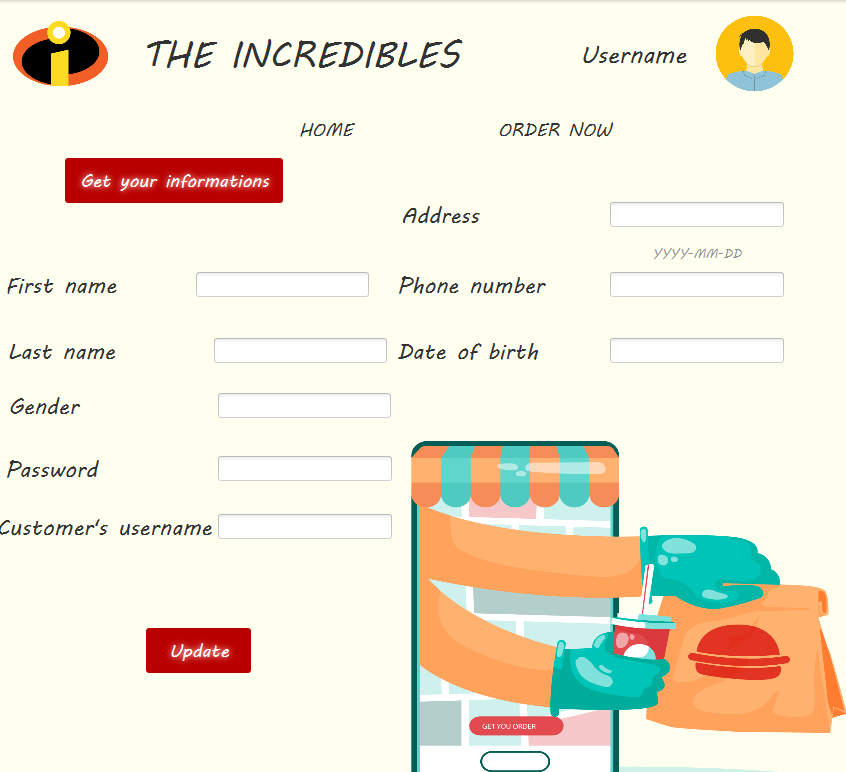 THE INCREDIBLES
Username
HOME
ORDER NOW
Get your informations
Address
YYYY-MM-DD
First name
Phone number
Last name
Date of birth
Gender
Password
Customer's username
Update
GET YOU ORDER